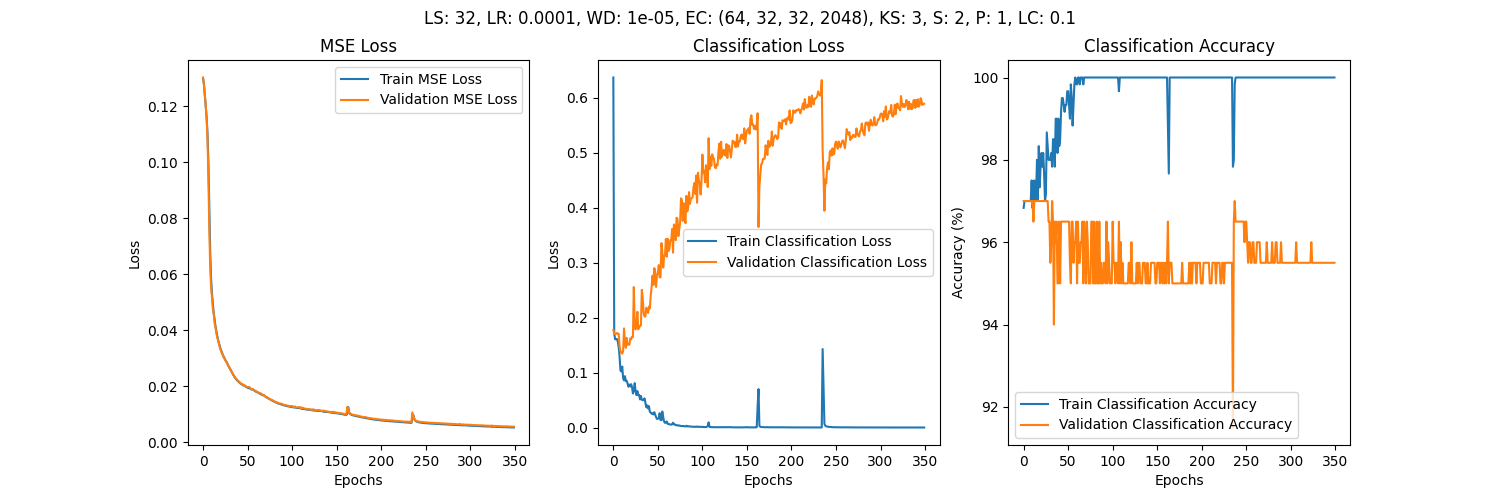 LS: 32, LR: 0.0001, WD: 1e-05, EC: (64, 32, 32, 2048), KS: 3, S: 2, P: 1, LC: 0.1
MSE Loss
Train MSE Loss
Validation MSE Loss
Loss
0.12
0.10
0.08
0.06
0.04
0.02
0.00
0 50 100 150 200 250 300 350
Epochs
Classification Loss
Train Classification Loss
Validation Classification Loss
Loss
0.6
0.5
0.4
0.3
0.2
0.1
0.0
0 50 100 150 200 250 300 350
Epochs
Classification Accuracy
Accuracy (%)
100
98
96
94
92
Train Classification Accuracy
Validation Classification Accuracy
0 50 100 150 200 250 300 350
Epochs